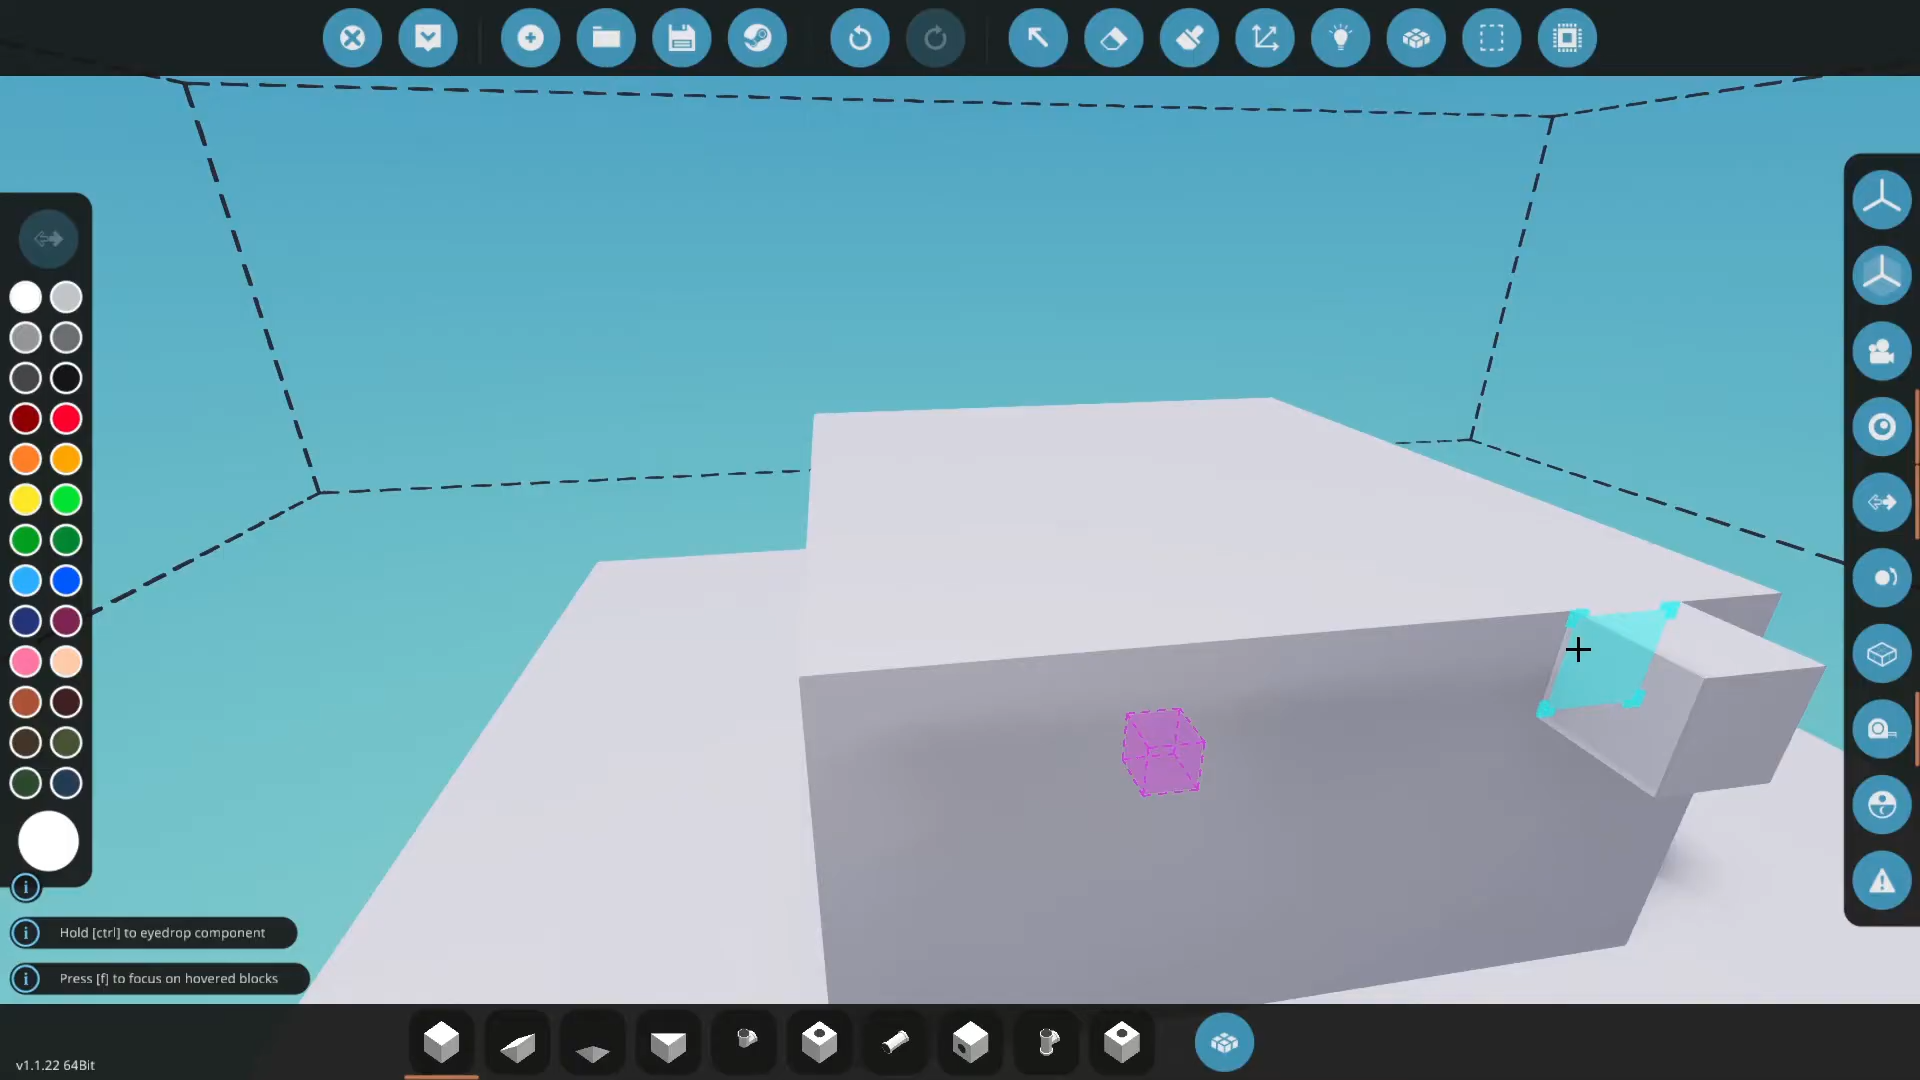 Hold [ctrl] to eyedrop component
Press [f] to focus on hovered blocks
v1.1.22 64Bit